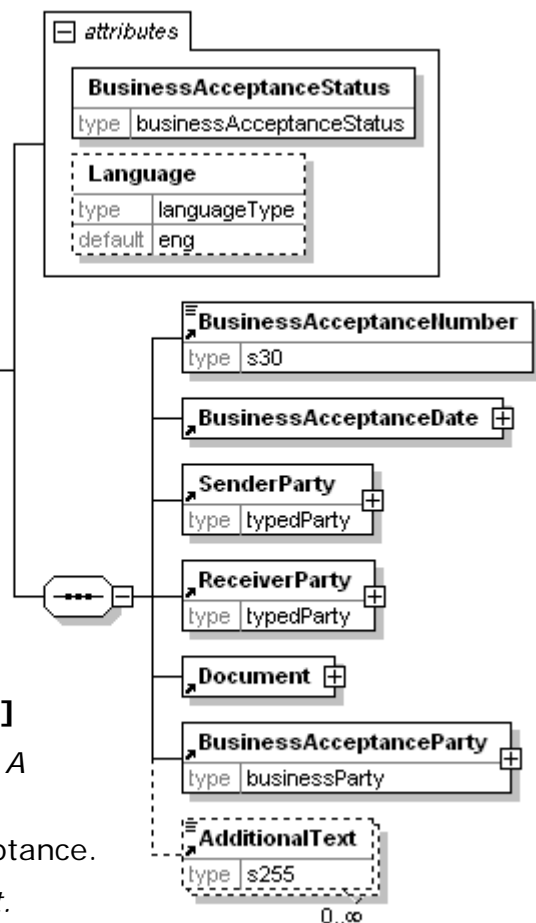 attributes
BusinessAcceptanceStatus
type businessAcceptanceStatus
Language
type languageType
default eng
BusinessAcceptanceNumber
type s30
BusinessAcceptanceDate
SenderParty
type typedParty
ReceiverParty
type typedParty
Document
]
BusinessAcceptanceParty
A
type businessParty
ptance.
AdditionalText
t.
type s255
0..∞